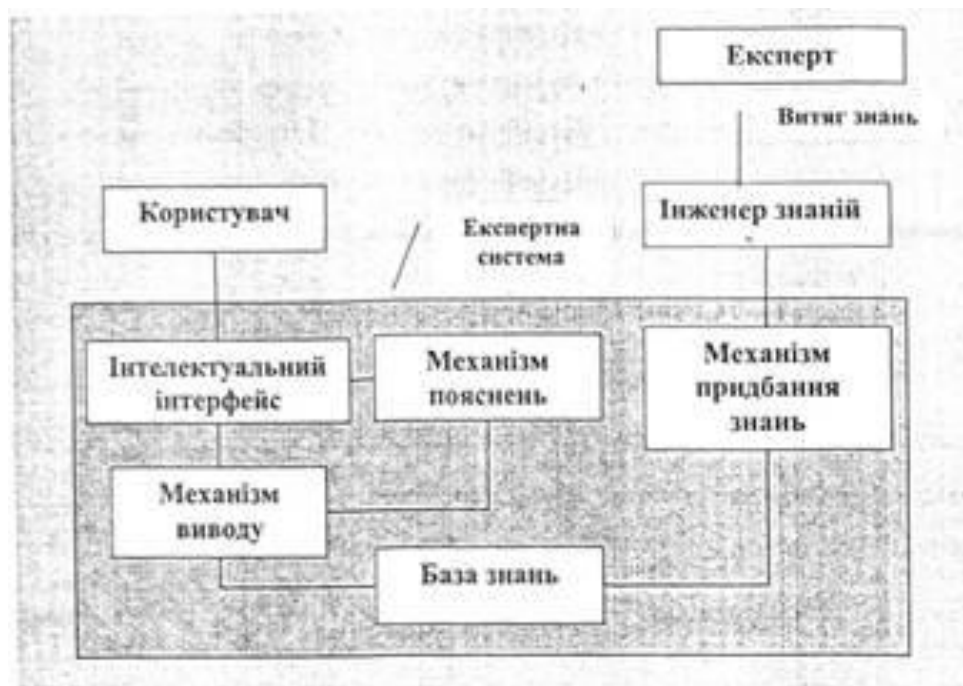 Експерт
Витяг знань
Користувач
Інженер знаній
Експертна
система
Інтелектуальний
інтерфейс
Механізм
пояснень
Механізм
придбання
знань
Механізм
виводу
База знань